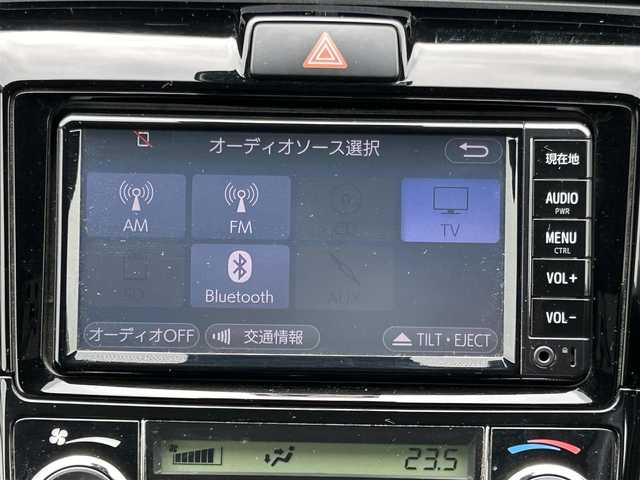 オーディオソース選択
現在地
AM
FM
CD
TV
AUDIO
PWR
MENU
CTRL
SD
Bluetooth
AUX
VOL+
VOL-
オーディオOFF
交通情報
TILT・EJECT
23.5